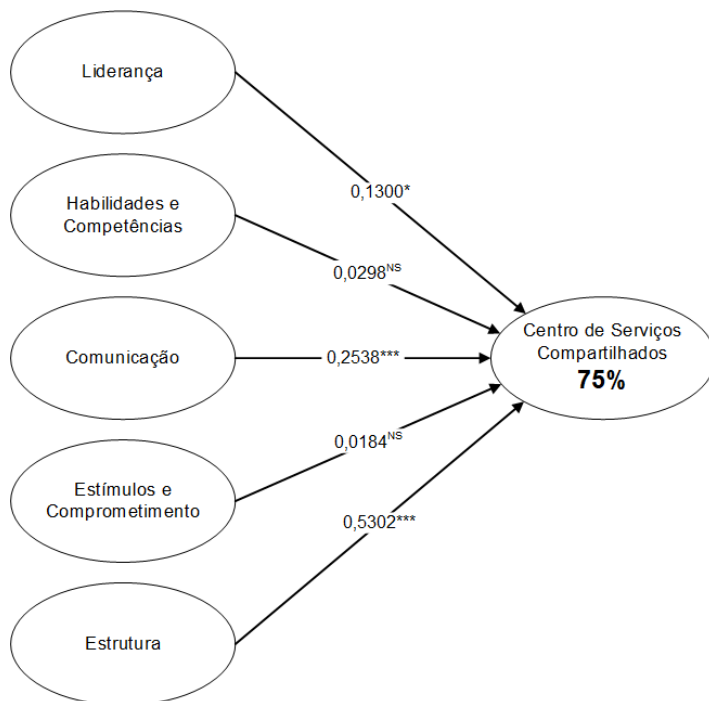 Liderança
0,1300*
Habilidades e
Competências
0,0298NS
Comunicação
0,2538***
Centro de Serviços
Compartilhados
75%
0,0184NS
Estímulos e
Comprometimento
0,5302***
Estrutura